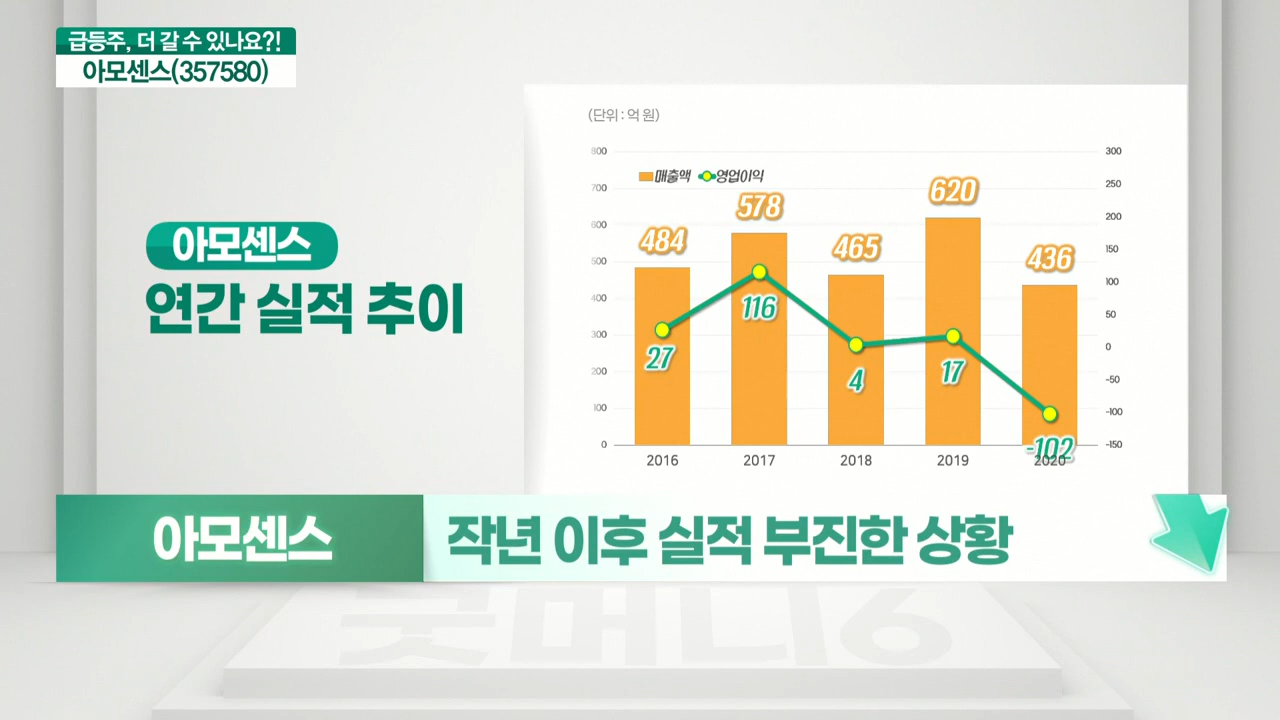 급등주, 더 갈 수 있나요?!
아모센스(357580)
아모센스
연간 실적 추이
(단위 : 억 원)
매출액 영업이익
800
700
600
500
400
300
200
100
0
300
250
200
150
100
50
0
-50
-100
-150
484
578
465
620
436
27
116
4
17
-102
2016 2017 2018 2019 2020
아모센스
작년 이후 실적 부진한 상황
굿머니6